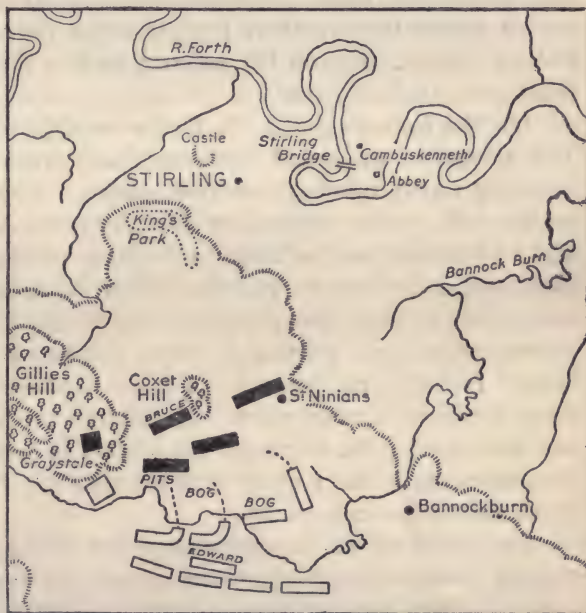 R. Forth
Castle
Stirling
Bridge
Cambuskenneth
Abbey
STIRLING
King's
Park
Bannock Burn
Gillies
Hill
Coxet
Hill
BRUCE
St Ninians
Graystale
PITS
BOG
BOG
Bannockburn
EDWARD